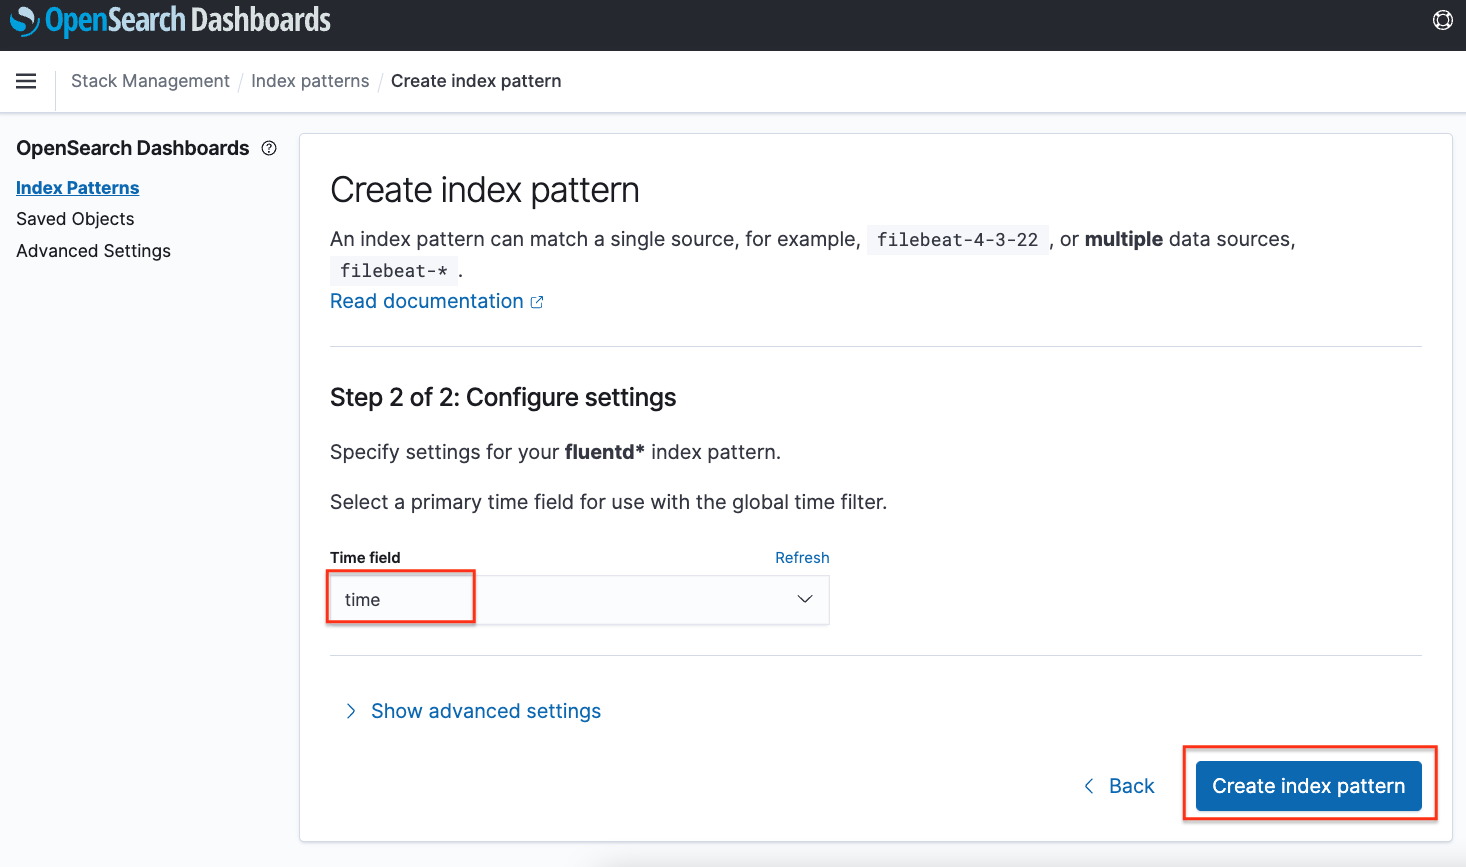 OpenSearch Dashboards
Stack Management / Index patterns / Create index pattern
OpenSearch Dashboards
Index Patterns
Saved Objects
Advanced Settings
Create index pattern
An index pattern can match a single source, for example, filebeat-4-3-22 , or multiple data sources,
filebeat-* .
Read documentation
Step 2 of 2: Configure settings
Specify settings for your fluentd* index pattern.
Select a primary time field for use with the global time filter.
Time field Refresh
time
Show advanced settings
Back Create index pattern